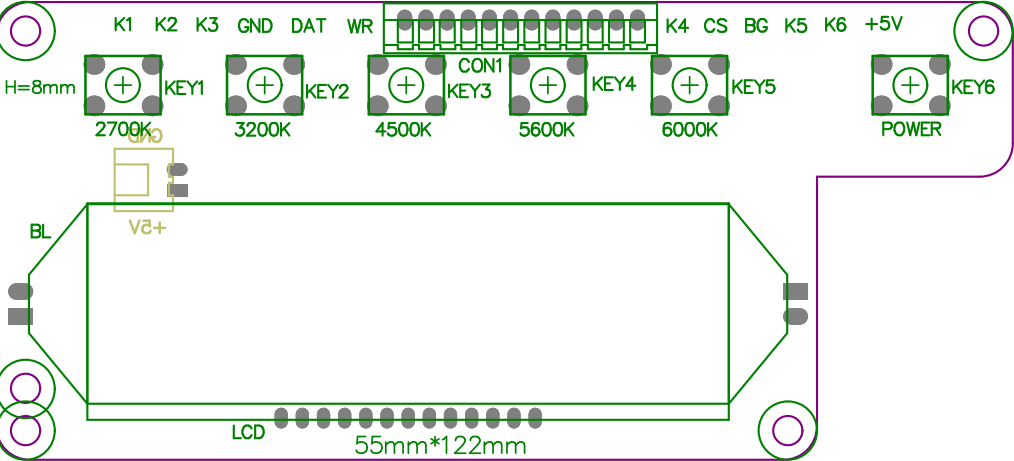 K1 K2 K3 GND DAT WR K4 CS BG K5 K6 +5V
CON1
H=8mm KEY1 KEY2 KEY3 KEY4 KEY5 KEY6
2700K 3200K 4500K 5600K 6000K POWER
GND
+5V
BL
LCD
55mm*122mm